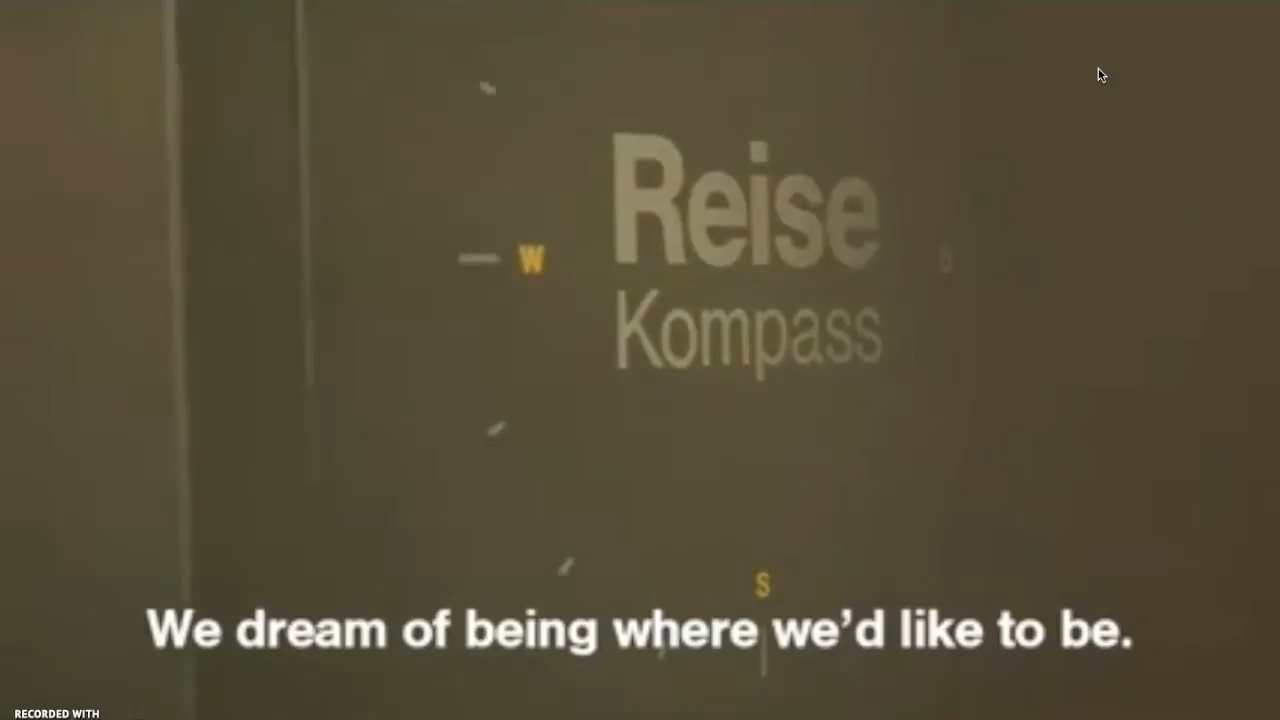 Reise
W
Kompass
S
We dream of being where we'd like to be.
RECORDED WITH